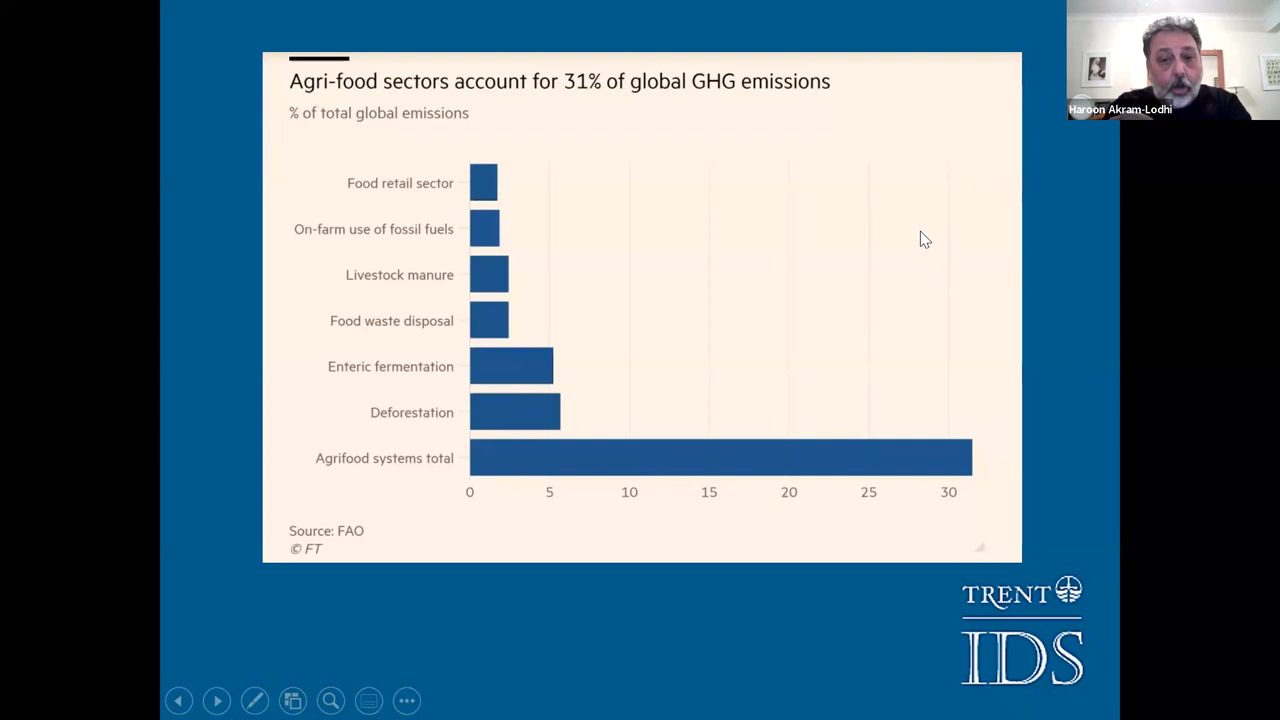 Agri-food sectors account for 31% of global GHG emissions
% of total global emissions
Food retail sector
On-farm use of fossil fuels
Livestock manure
Food waste disposal
Enteric fermentation
Deforestation
Agrifood systems total
0 5 10 15 20 25 30
Source: FAO
© FT
Haroon Akram-Lodhi
TRENT
IDS